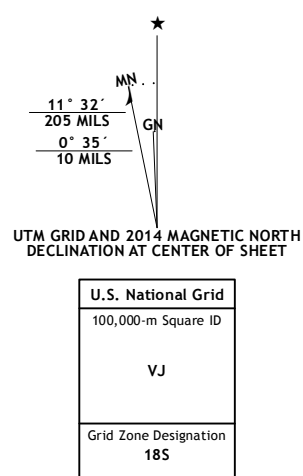 MN
11° 32´
205 MILS
GN
0° 35´
10 MILS
UTM GRID AND 2014 MAGNETIC NORTH
DECLINATION AT CENTER OF SHEET
U.S. National Grid
100,000-m Square ID
VJ
Grid Zone Designation
18S